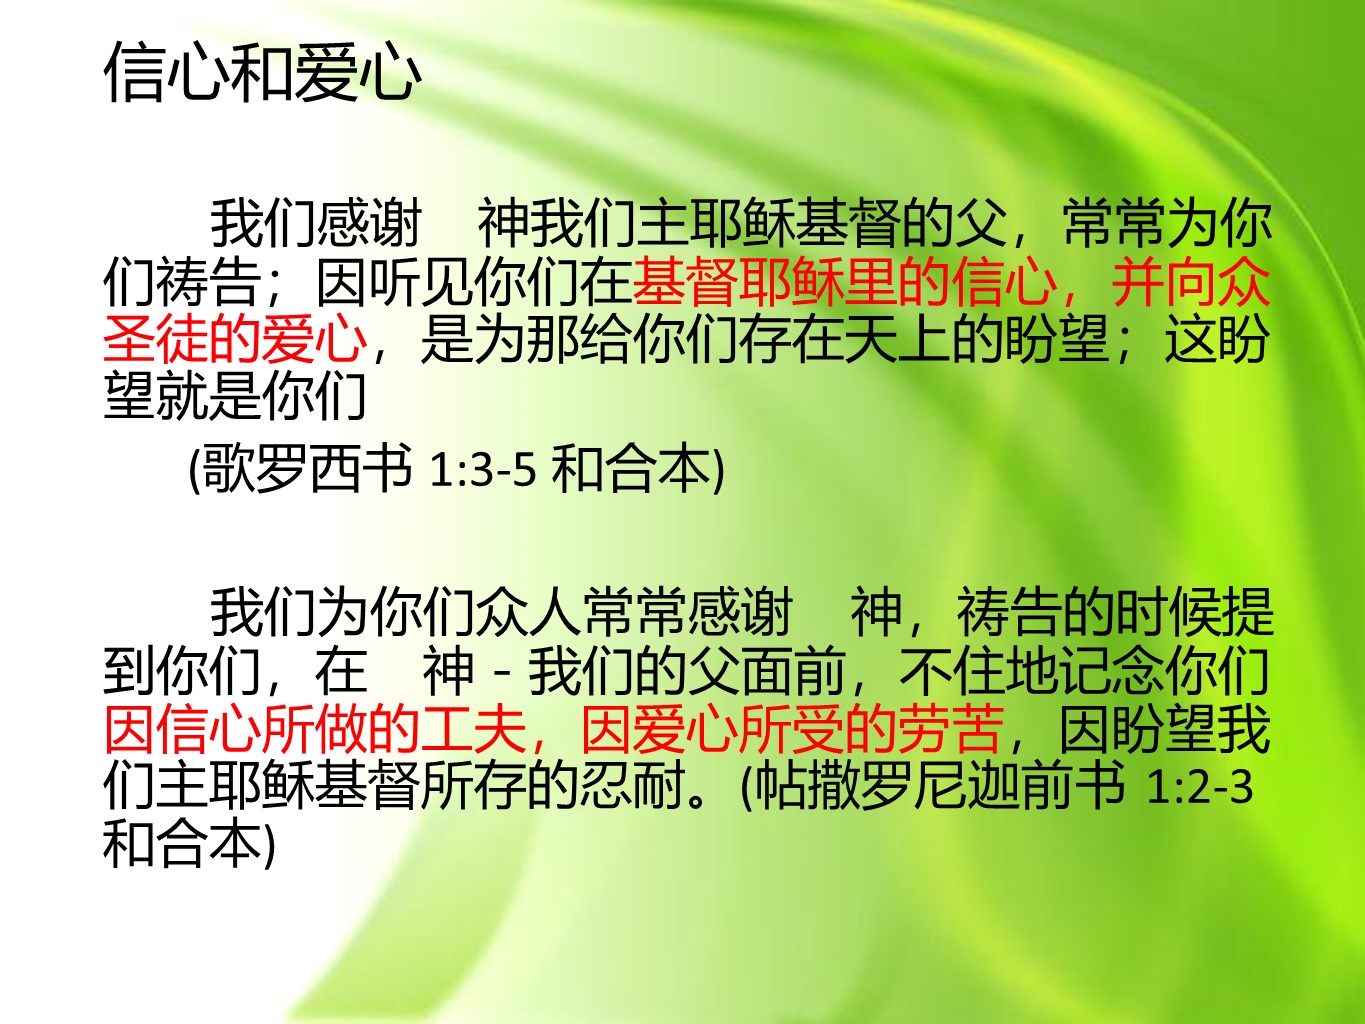 信心和爱心
我们感谢　神我们主耶稣基督的父，常常为你
们祷告；因听见你们在基督耶稣里的信心，并向众
圣徒的爱心，是为那给你们存在天上的盼望；这盼
望就是你们
(歌罗西书 1:3-5 和合本)
我们为你们众人常常感谢　神，祷告的时候提
到你们，在　神－我们的父面前，不住地记念你们
因信心所做的工夫，因爱心所受的劳苦，因盼望我
们主耶稣基督所存的忍耐。(帖撒罗尼迦前书 1:2-3
和合本)